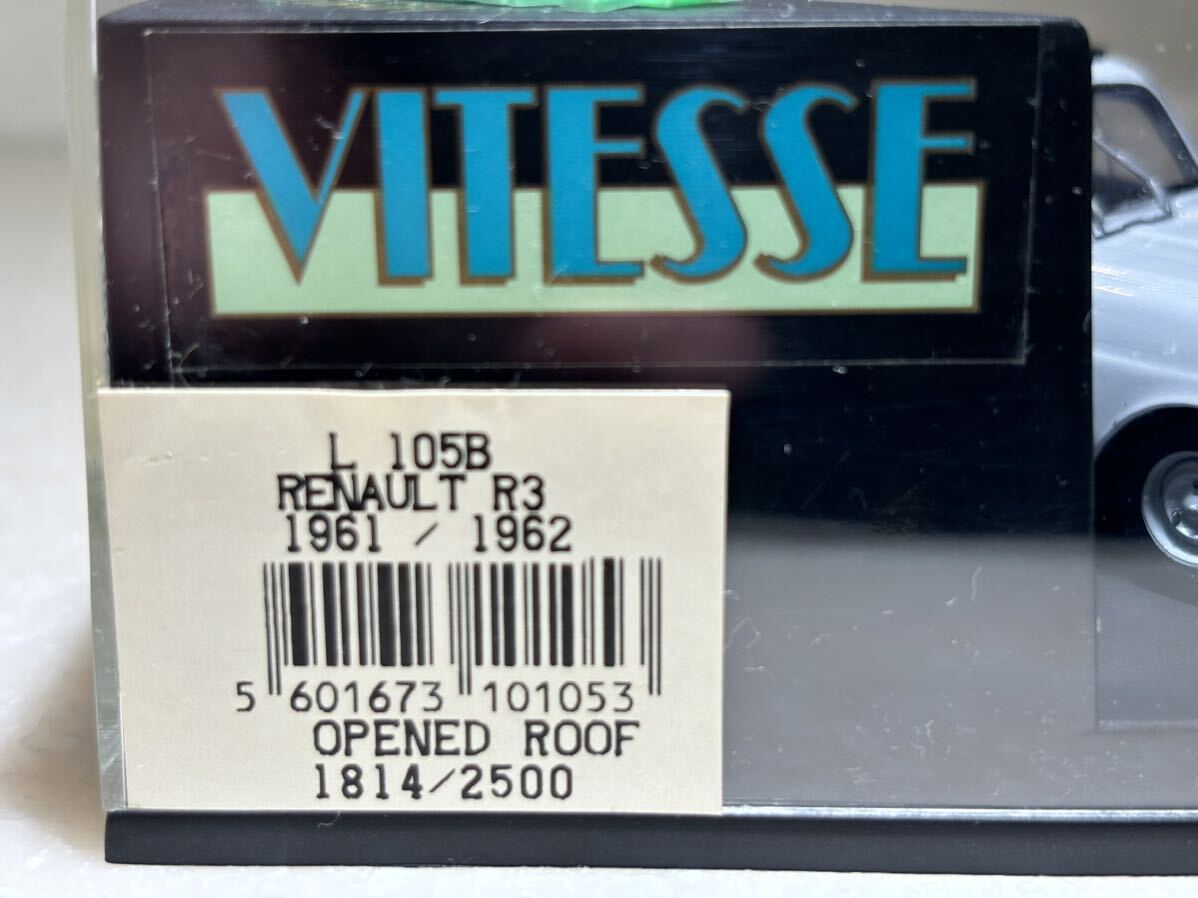 VITESSE
L 105B
RENAULT R3
1961 / 1962
5 601673 101053
OPENED ROOF
1814/2500